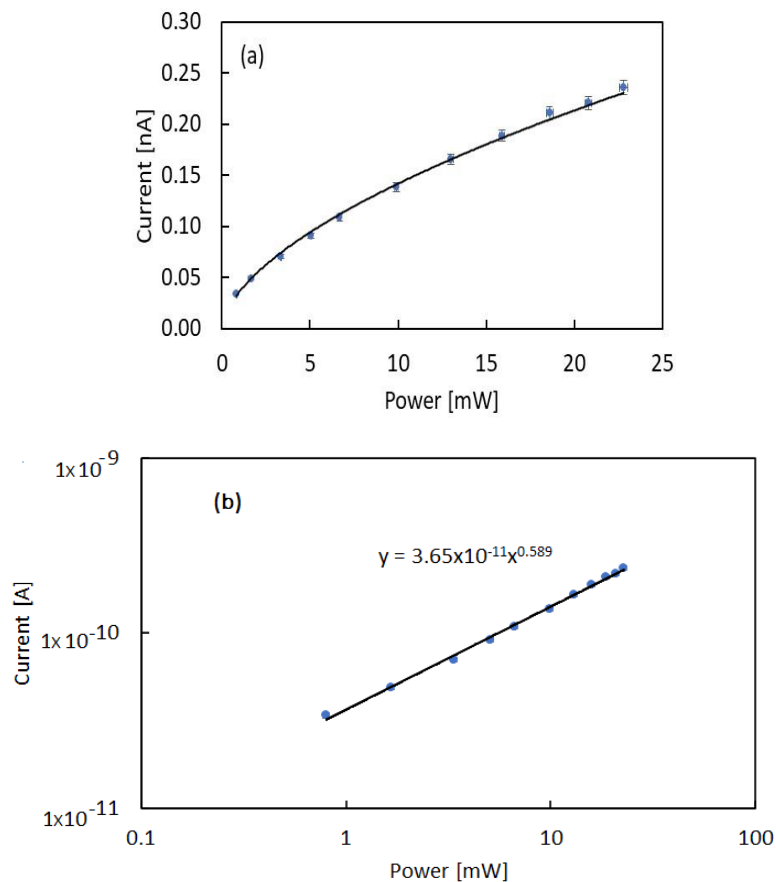 0.30
(a)
0.25
0.20
0.15
0.10
0.05
0.00
Current [nA]
0 5 10 15 20 25
Power [mW]
1x10⁻⁹
(b)
y = 3.65x10⁻¹¹x⁰·⁵⁸⁹
1x10⁻¹⁰
1x10⁻¹¹
Current [A]
0.1 1 10 100
Power [mW]